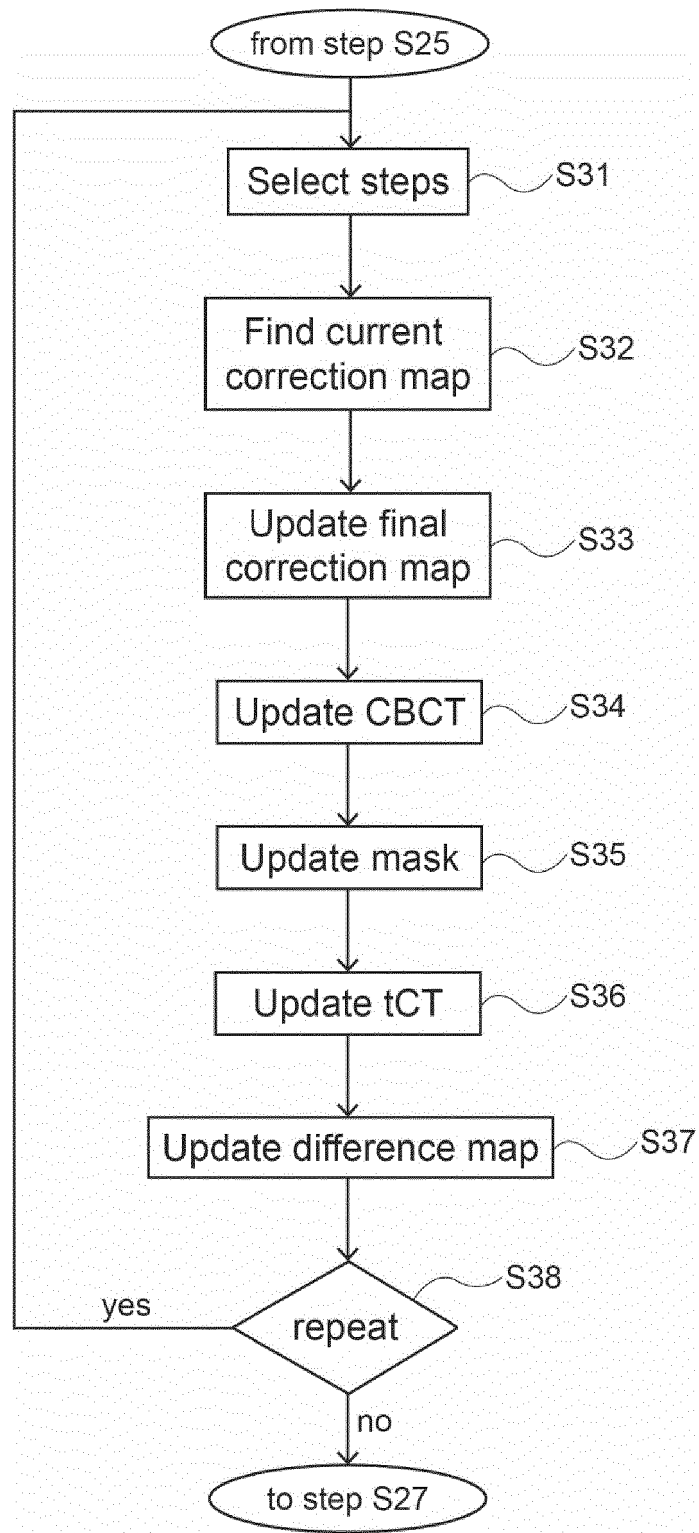 from step S25
Select steps
S31
Find current
correction map
S32
Update final
correction map
S33
Update CBCT
S34
Update mask
S35
Update tCT
S36
Update difference map
S37
repeat
S38
yes
no
to step S27